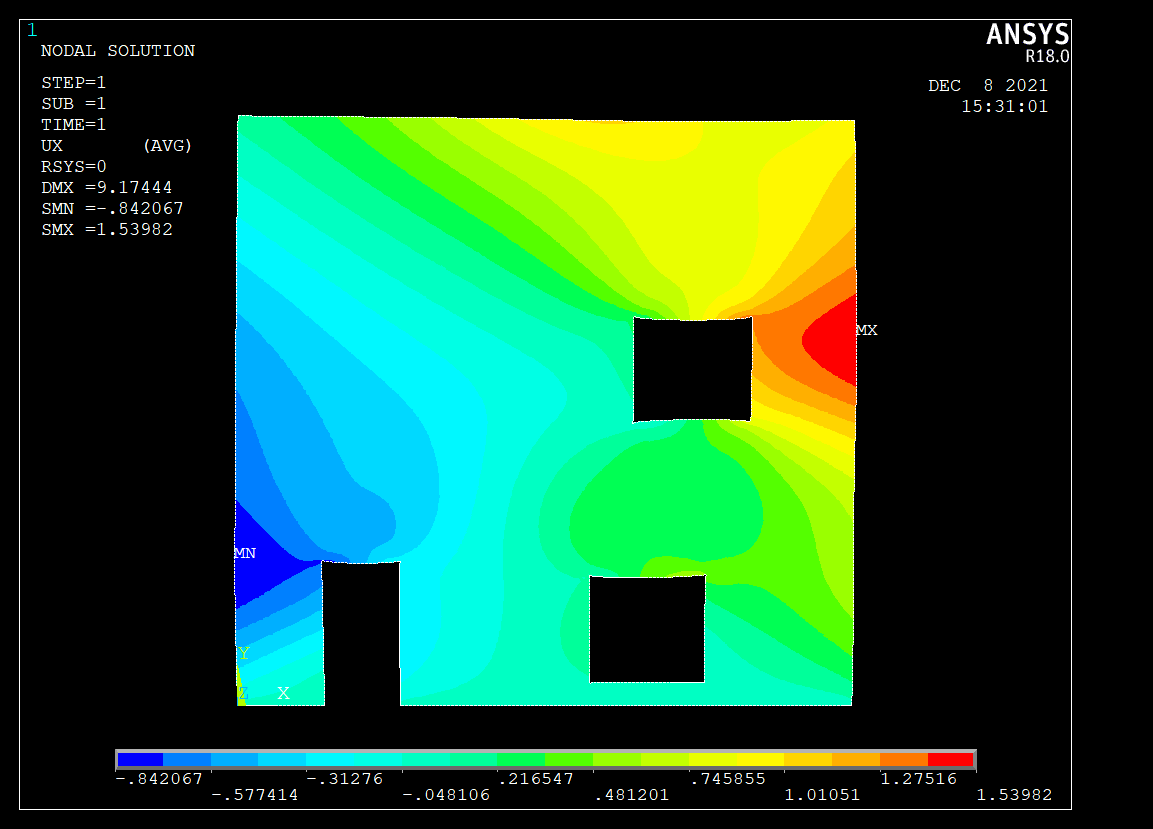 1
NODAL SOLUTION
STEP=1
SUB =1
TIME=1
UX (AVG)
RSYS=0
DMX =9.17444
SMN =-.842067
SMX =1.53982
ANSYS
R18.0
DEC 8 2021
15:31:01
MX
MN
Y
Z X
-.842067 -.31276 .216547 .745855 1.27516
-.577414 -.048106 .481201 1.01051 1.53982